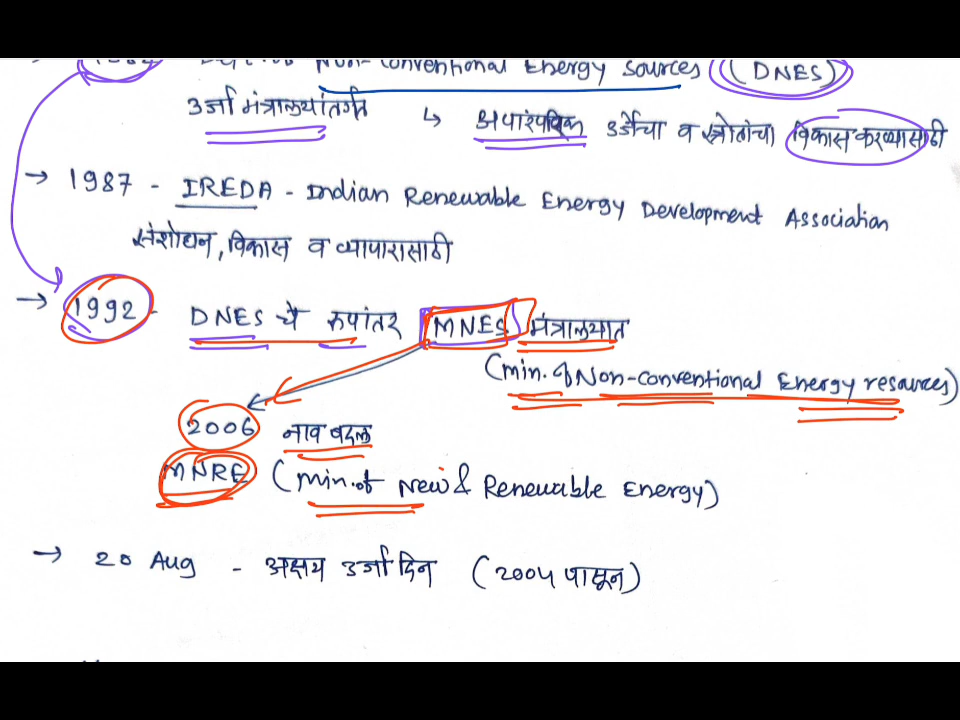 Non-Conventional Energy Sources (DNES)
उर्जा मंत्रालयांतर्गत ↳ अपारंपरिक उर्जेचा व स्त्रोतांचा विकास करण्यासाठी
→ 1987 - IREDA - Indian Renewable Energy Development Association
संशोधन, विकास व व्यापारासाठी
→ 1992 - DNES चे रुपांतर MNES मंत्रालयात
(min. of Non-conventional Energy resources)
2006 नाव बदल
MNRE (min. of New & Renewable Energy)
→ 20 Aug - अक्षय उर्जा दिन (2004 पासून)